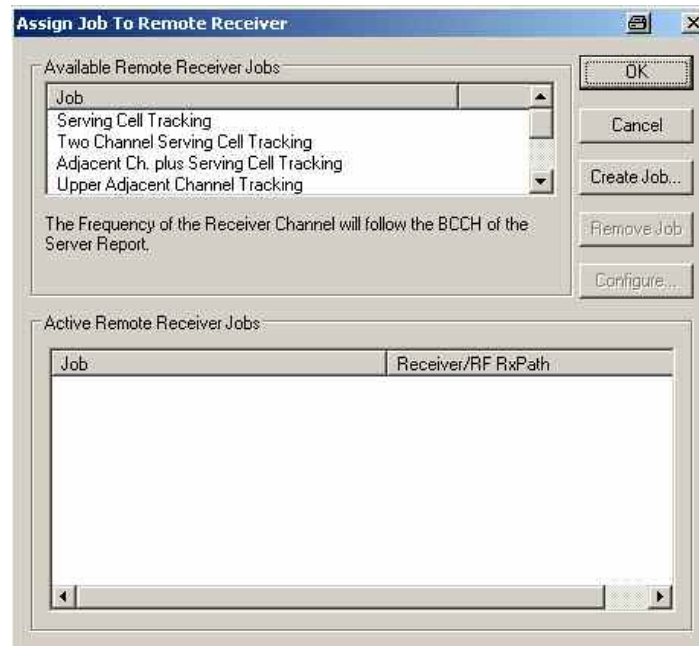 Assign Job To Remote Receiver
Available Remote Receiver Jobs
Job
Serving Cell Tracking
Two Channel Serving Cell Tracking
Adjacent Ch. plus Serving Cell Tracking
Upper Adjacent Channel Tracking
The Frequency of the Receiver Channel will follow the BCCH of the
Server Report.
OK
Cancel
Create Job...
Remove Job
Configure...
Active Remote Receiver Jobs
Job Receiver/RF RxPath